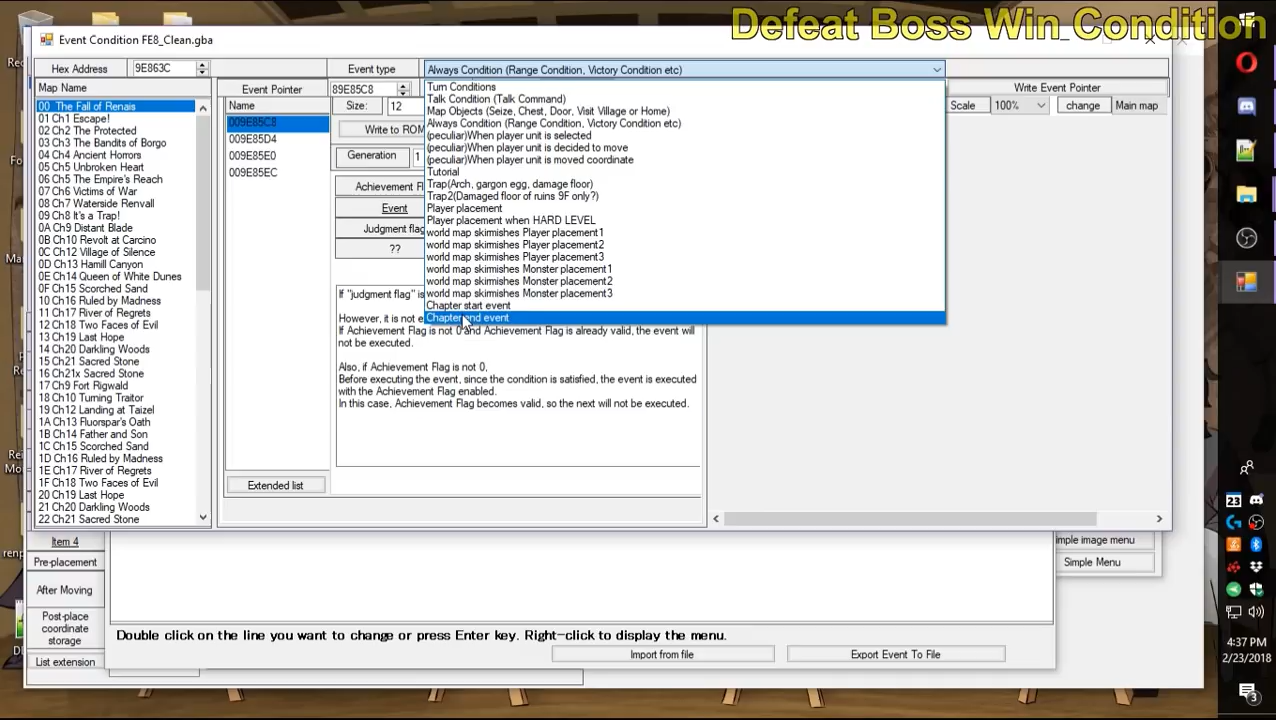 Defeat Boss Win Condition
Event Condition FE8_Clean.gba
Hex Address
9E863C
Event type
Always Condition (Range Condition, Victory Condition etc)
Map Name
Event Pointer
89E85C8
Write Event Pointer
Name
Size:
12
Scale
100%
change
Main map
00 The Fall of Renais
01 Ch1 Escape!
02 Ch2 The Protected
03 Ch3 The Bandits of Borgo
04 Ch4 Ancient Horrors
05 Ch5 Unbroken Heart
06 Ch5 The Empire's Reach
07 Ch6 Victims of War
08 Ch7 Waterside Renvall
09 Ch8 It's a Trap!
0A Ch9 Distant Blade
0B Ch10 Revolt at Carcino
0C Ch12 Village of Silence
0D Ch13 Hamill Canyon
0E Ch14 Queen of White Dunes
0F Ch15 Scorched Sand
10 Ch16 Ruled by Madness
11 Ch17 River of Regrets
12 Ch18 Two Faces of Evil
13 Ch19 Last Hope
14 Ch20 Darkling Woods
15 Ch21 Sacred Stone
16 Ch21x Sacred Stone
17 Ch9 Fort Rigwald
18 Ch10 Turning Traitor
19 Ch12 Landing at Taizel
1A Ch13 Fluorspar's Oath
1B Ch14 Father and Son
1C Ch15 Scorched Sand
1D Ch16 Ruled by Madness
1E Ch17 River of Regrets
1F Ch18 Two Faces of Evil
20 Ch19 Last Hope
21 Ch20 Darkling Woods
22 Ch21 Sacred Stone
009E85C8
009E85D4
009E85E0
009E85EC
Extended list
Write to ROM
Generation
1
Achievement Fl
Event
Judgment flag
??
Turn Conditions
Talk Condition (Talk Command)
Map Objects (Seize, Chest, Door, Visit Village or Home)
Always Condition (Range Condition, Victory Condition etc)
(peculiar)When player unit is selected
(peculiar)When player unit is decided to move
(peculiar)When player unit is moved coordinate
Tutorial
Trap(Arch, gargon egg, damage floor)
Trap2(Damaged floor of ruins 9F only?)
Player placement
Player placement when HARD LEVEL
world map skimishes Player placement1
world map skimishes Player placement2
world map skimishes Player placement3
world map skimishes Monster placement1
world map skimishes Monster placement2
world map skimishes Monster placement3
Chapter start event
Chapter end event
If "judgment flag" is
However, it is not e
If Achievement Flag is not 0 and Achievement Flag is already valid, the event will
not be executed.
Also, if Achievement Flag is not 0,
Before executing the event, since the condition is satisfied, the event is executed
with the Achievement Flag enabled.
In this case, Achievement Flag becomes valid, so the next will not be executed.
Item 4
Pre-placement
After Moving
Post-place
coordinate
storage
List extension
imple image menu
Simple Menu
Double click on the line you want to change or press Enter key. Right-click to display the menu.
Import from file
Export Event To File
23
4:37 PM
2/23/2018
3